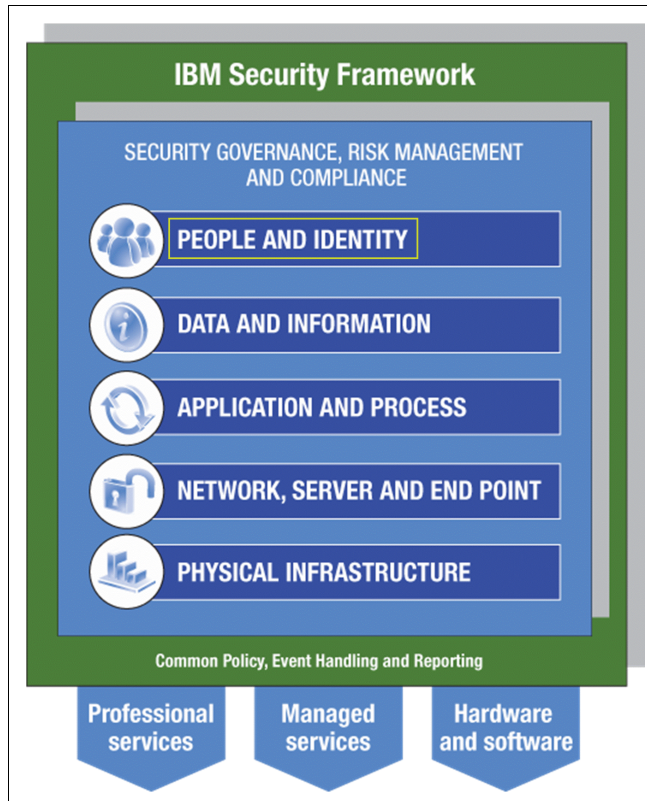 IBM Security Framework
SECURITY GOVERNANCE, RISK MANAGEMENT
AND COMPLIANCE
PEOPLE AND IDENTITY
DATA AND INFORMATION
APPLICATION AND PROCESS
NETWORK, SERVER AND END POINT
PHYSICAL INFRASTRUCTURE
Common Policy, Event Handling and Reporting
Professional
services
Managed
services
Hardware
and software